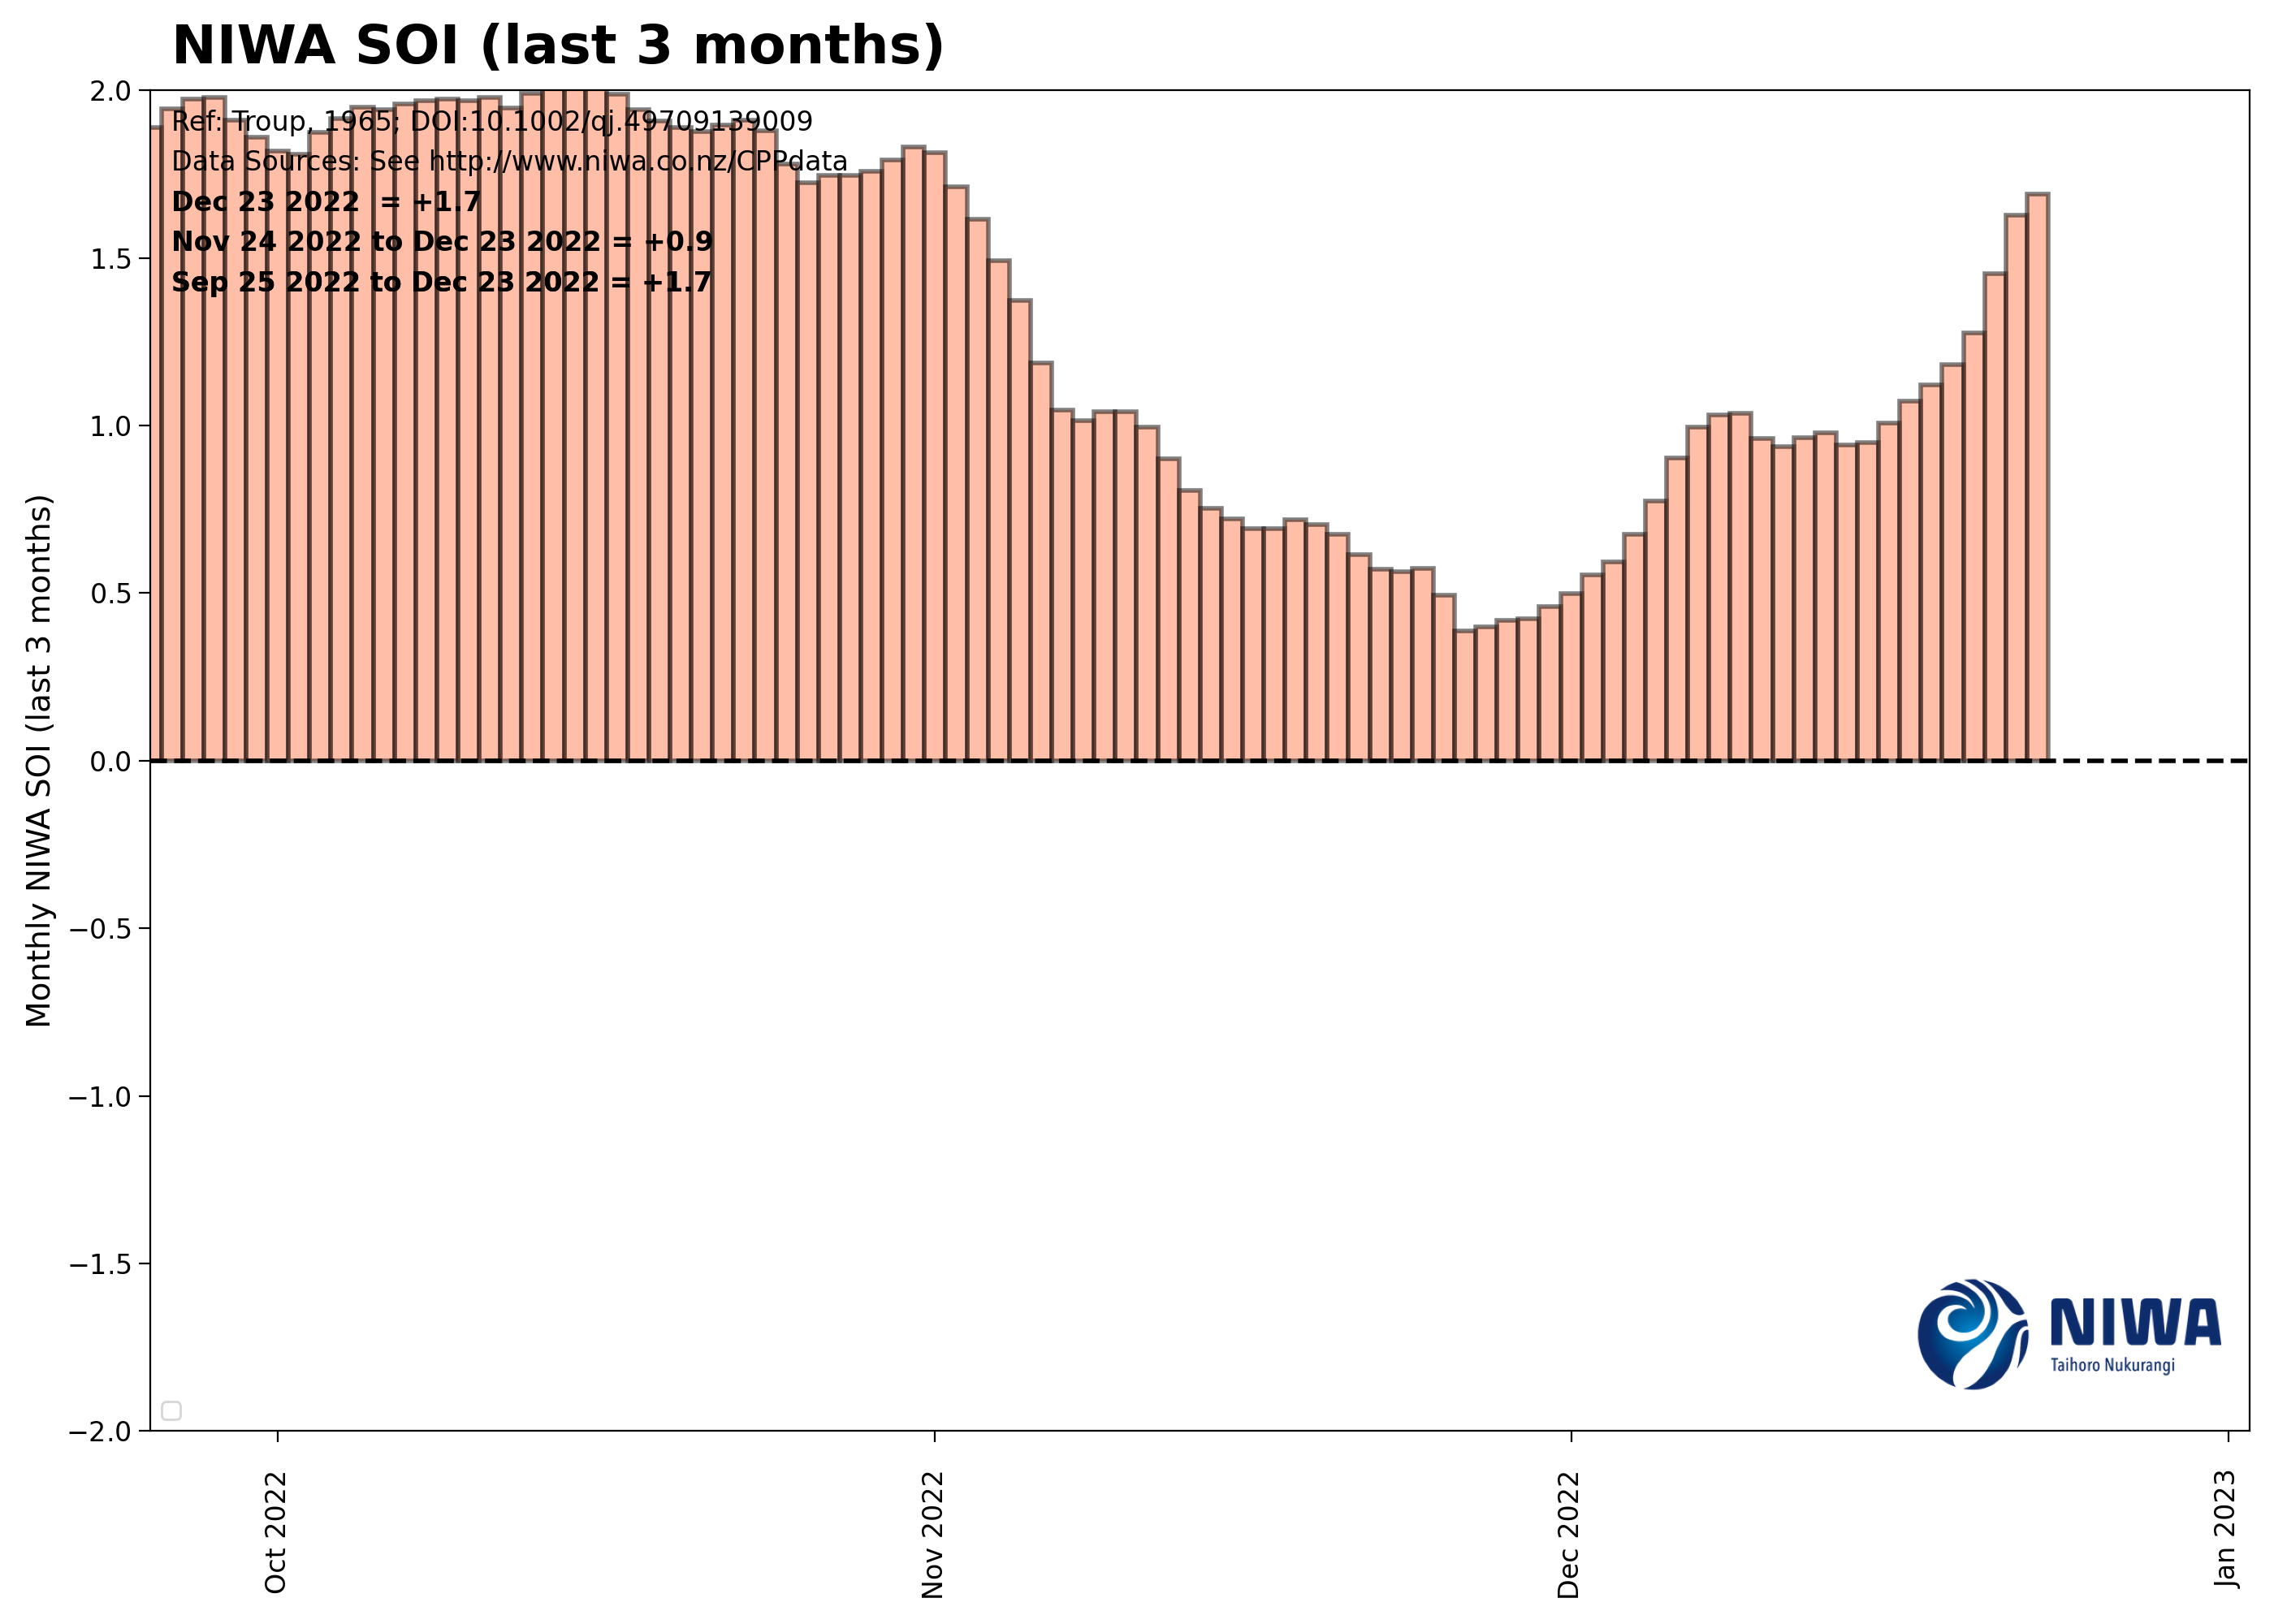 NIWA SOI (last 3 months)
Ref: Troup, 1965; DOI:10.1002/qj.49709139009
Data Sources: See http://www.niwa.co.nz/CPPdata
Dec 23 2022  = +1.7
Nov 24 2022 to Dec 23 2022 = +0.9
Sep 25 2022 to Dec 23 2022 = +1.7
Monthly NIWA SOI (last 3 months)
2.0
1.5
1.0
0.5
0.0
−0.5
−1.0
−1.5
−2.0
Oct 2022
Nov 2022
Dec 2022
Jan 2023
NIWA
Taihoro Nukurangi